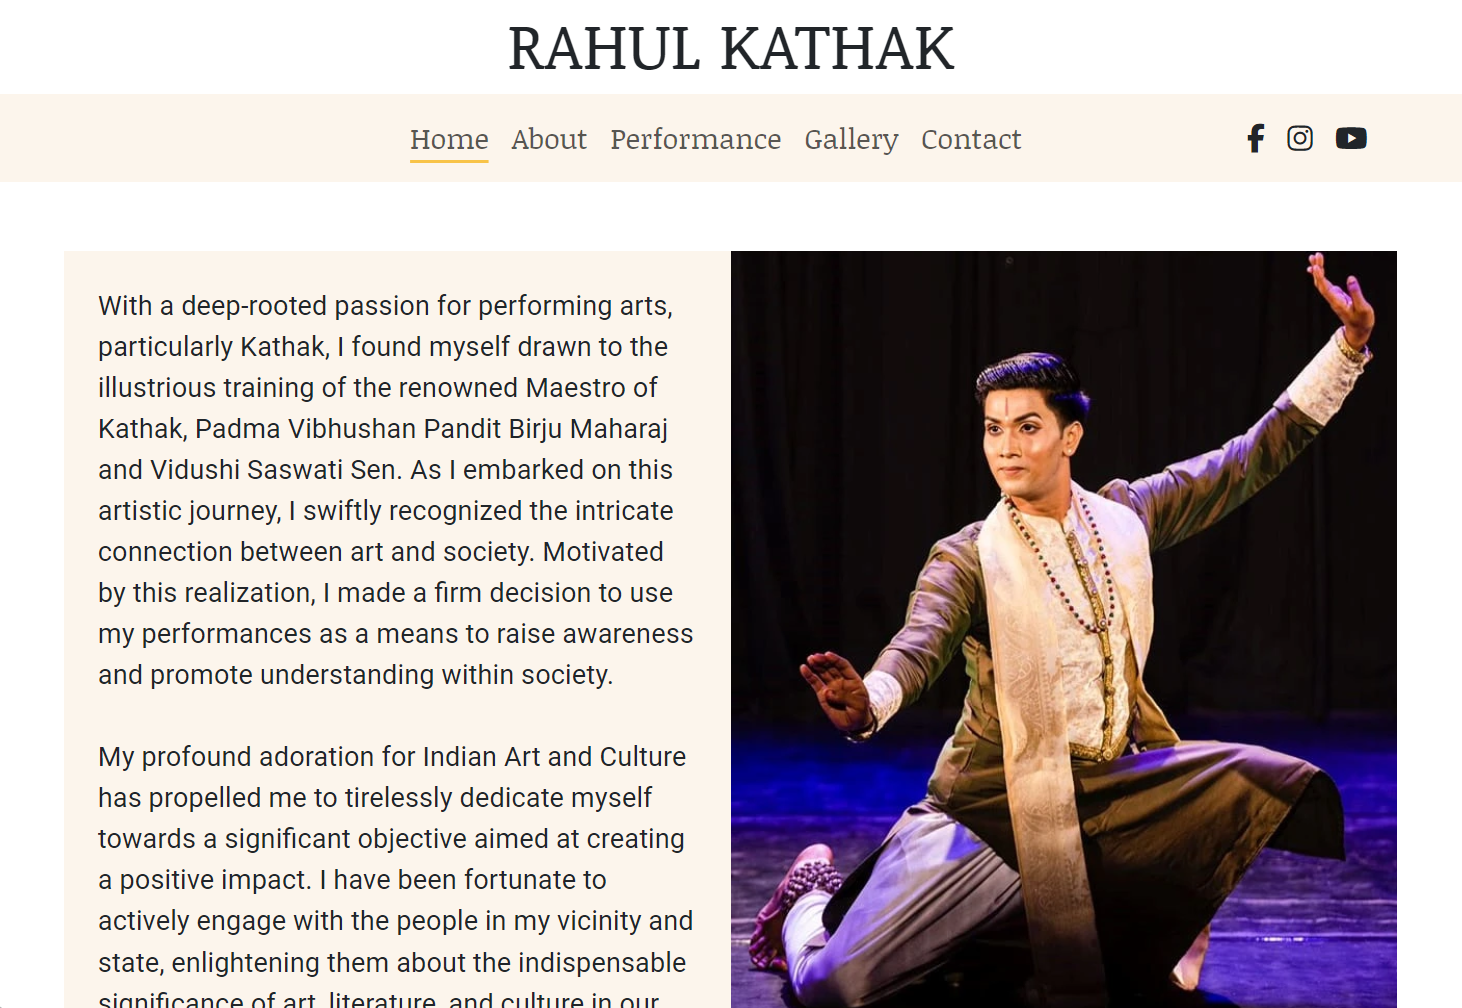 RAHUL KATHAK
Home About Performance Gallery Contact
With a deep-rooted passion for performing arts,
particularly Kathak, I found myself drawn to the
illustrious training of the renowned Maestro of
Kathak, Padma Vibhushan Pandit Birju Maharaj
and Vidushi Saswati Sen. As I embarked on this
artistic journey, I swiftly recognized the intricate
connection between art and society. Motivated
by this realization, I made a firm decision to use
my performances as a means to raise awareness
and promote understanding within society.
My profound adoration for Indian Art and Culture
has propelled me to tirelessly dedicate myself
towards a significant objective aimed at creating
a positive impact. I have been fortunate to
actively engage with the people in my vicinity and
state, enlightening them about the indispensable
significance of art, literature, and culture in our